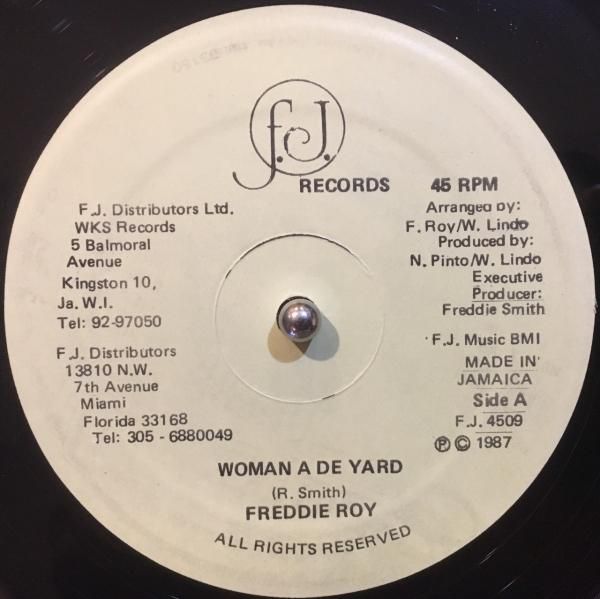 F.J.
RECORDS
45 RPM
F.J. Distributors Ltd.
WKS Records
5 Balmoral
Avenue
Kingston 10,
Ja. W.I.
Tel: 92-97050
F.J. Distributors
13810 N.W.
7th Avenue
Miami
Florida 33168
Tel: 305 - 6880049
Arranged by:
F. Roy/W. Lindo
Produced by:
N. Pinto/W. Lindo
Executive
Producer:
Freddie Smith
F.J. Music BMI
MADE IN
JAMAICA
Side A
F.J. 4509
℗ © 1987
WOMAN A DE YARD
(R. Smith)
FREDDIE ROY
ALL RIGHTS RESERVED